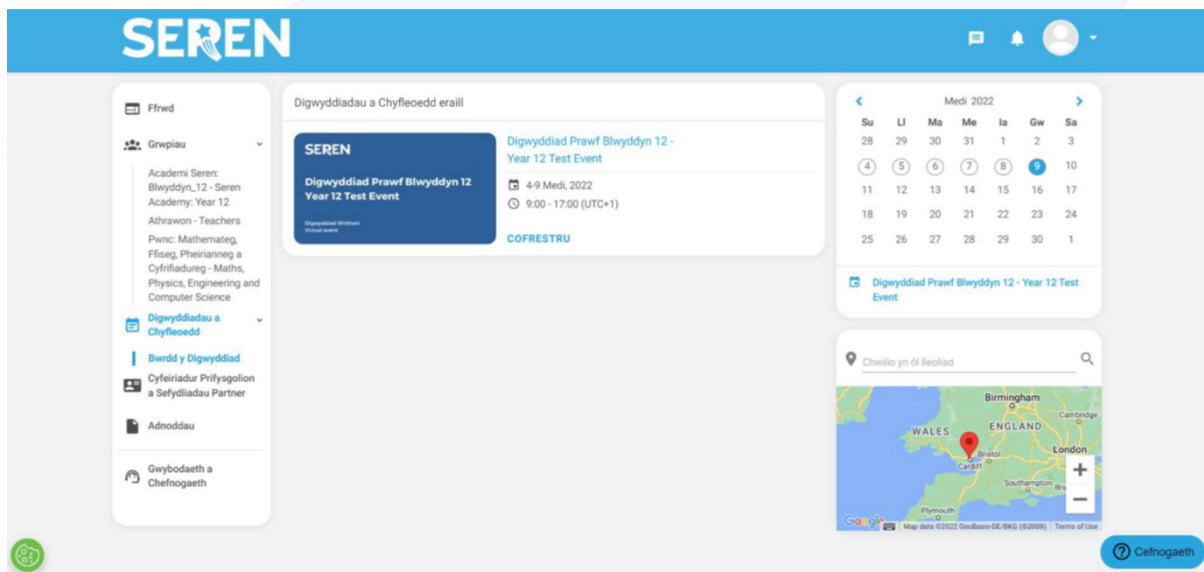 SEREN
Ffrwd
Grwpiau
Academi Seren:
Blwyddyn_12 - Seren
Academy: Year 12
Athrawon - Teachers
Pwnc: Mathemateg,
Ffiseg, Pheirianneg a
Cyfrifiadureg - Maths,
Physics, Engineering and
Computer Science
Digwyddiadau a
Chyfleoedd
Bwrdd y Digwyddiad
Cyfeiriadur Prifysgolion
a Sefydliadau Partner
Adnoddau
Gwybodaeth a
Chefnogaeth
Digwyddiadau a Chyfleoedd eraill
SEREN
Digwyddiad Prawf Blwyddyn 12
Year 12 Test Event
Digwyddiad Rhithwir
Virtual event
Digwyddiad Prawf Blwyddyn 12 -
Year 12 Test Event
4-9 Medi, 2022
9:00 - 17:00 (UTC+1)
COFRESTRU
Medi 2022
Su Ll Ma Me Ia Gw Sa
28 29 30 31 1 2 3
4 5 6 7 8 9 10
11 12 13 14 15 16 17
18 19 20 21 22 23 24
25 26 27 28 29 30 1
Digwyddiad Prawf Blwyddyn 12 - Year 12 Test
Event
Chwilio yn ôl lleoliad
Birmingham
Cambridge
WALES
ENGLAND
London
Bristol
Cardiff
Southampton
Plymouth
Google
Map data ©2022 GeoBasis-DE/BKG (©2009) Terms of Use
Cefnogaeth